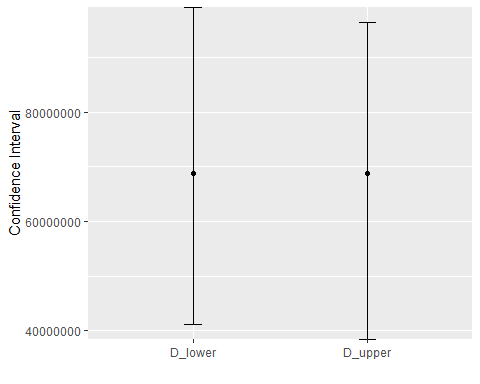 Confidence Interval
80000000
60000000
40000000
D_lower
D_upper